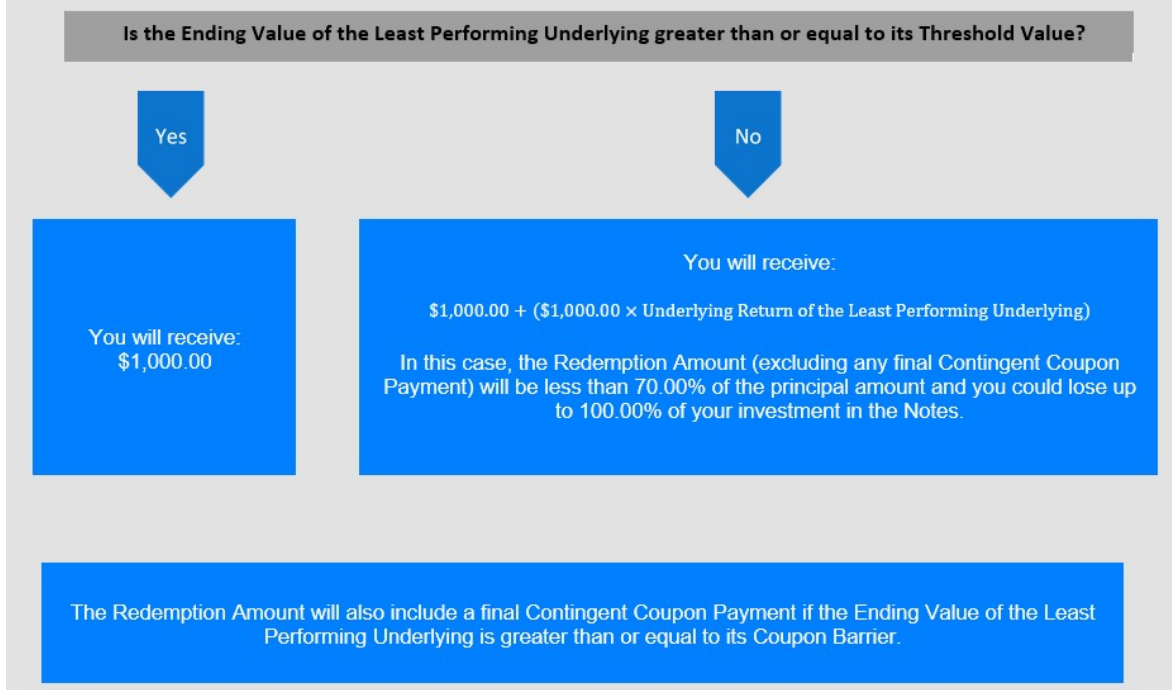 Is the Ending Value of the Least Performing Underlying greater than or equal to its Threshold Value?
Yes
No
You will receive:
$1,000.00
You will receive:
$1,000.00 + ($1,000.00 × Underlying Return of the Least Performing Underlying)
In this case, the Redemption Amount (excluding any final Contingent Coupon
Payment) will be less than 70.00% of the principal amount and you could lose up
to 100.00% of your investment in the Notes.
The Redemption Amount will also include a final Contingent Coupon Payment if the Ending Value of the Least
Performing Underlying is greater than or equal to its Coupon Barrier.